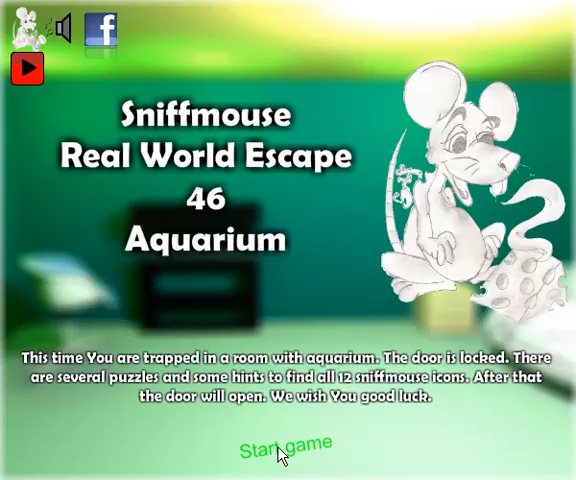 f
Sniffmouse
Real World Escape
46
Aquarium
This time You are trapped in a room with aquarium. The door is locked. There
are several puzzles and some hints to find all 12 sniffmouse icons. After that
the door will open. We wish You good luck.
Start game